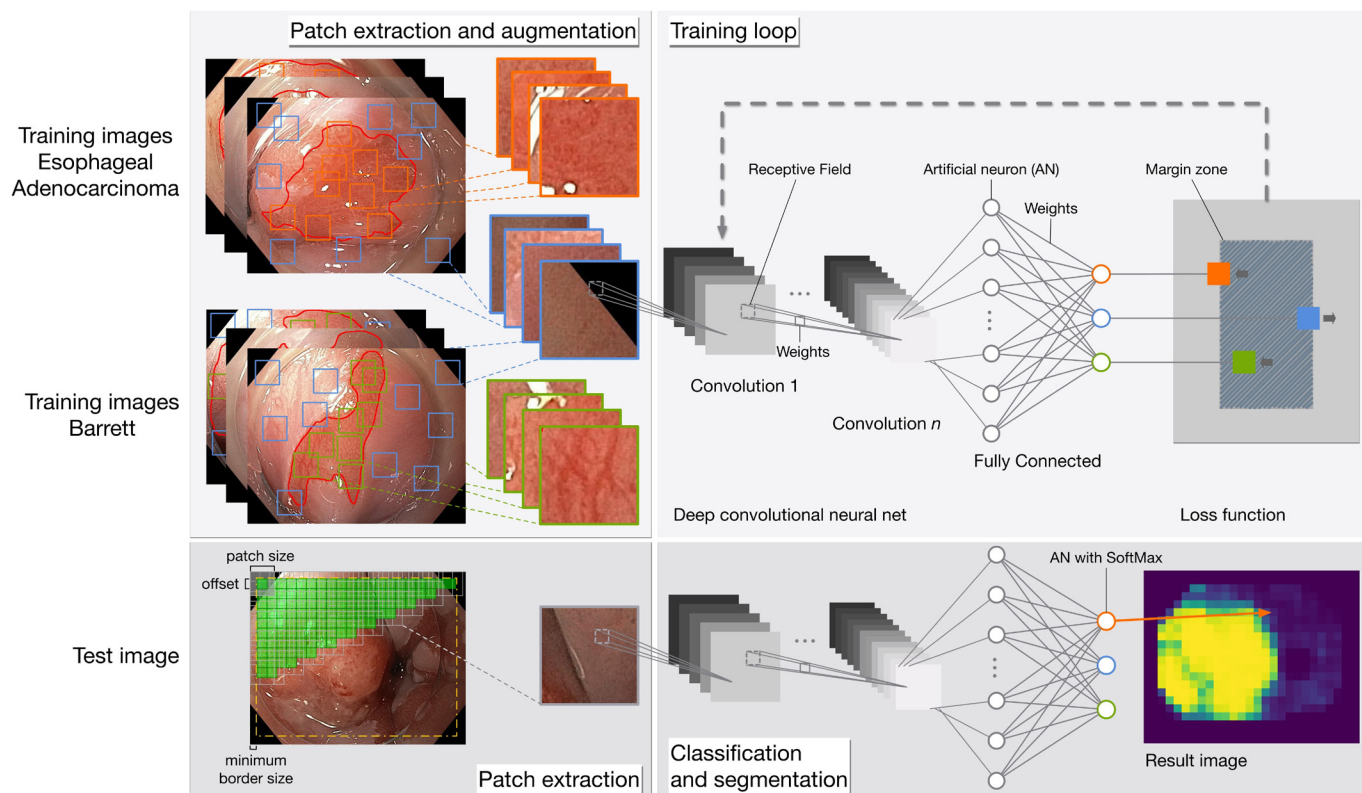 Patch extraction and augmentation
Training loop
Training images
Esophageal
Adenocarcinoma
Receptive Field
Artificial neuron (AN)
Margin zone
Weights
Weights
Convolution 1
Convolution n
Fully Connected
Training images
Barrett
Deep convolutional neural net
Loss function
patch size
offset
AN with SoftMax
Test image
minimum
border size
Patch extraction
Classification
and segmentation
Result image